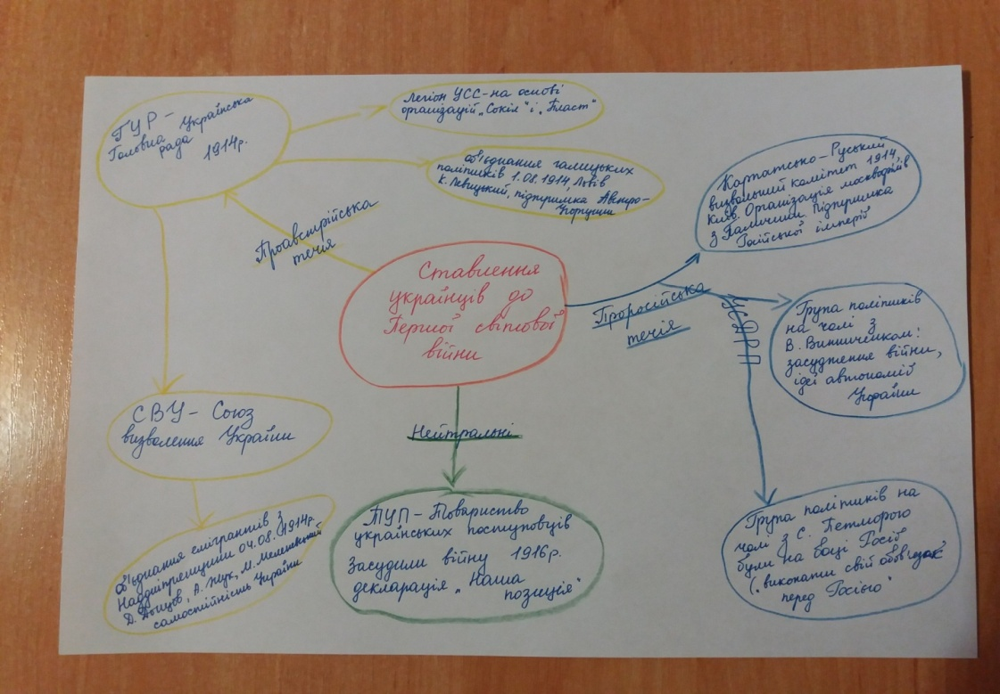 ГУР -
Головна Українська
рада
1914р.
Легіон УСС - на основі
організацій „Сокіл" і „Пласт"
об'єднання галицьких
політиків 1.08.1914, Львів
К. Левицький, підтримка Австро-
Угорщини
Проавстрійська
течія
Карпатсько-Руський
визвольний комітет 1914,
Київ. Організація москвофілів
з Галичини. Підтримка
Російської імперії
Ставлення
українців до
Першої світової
війни
Проросійська
течія
УСДРП
Група політиків
на чолі з
В. Винниченком:
засудження війни,
ідеї автономії
України
СВУ - Союз
визволення України
Нейтральні
об'єднання емігрантів з
Наддніпрянщини 04.08.1914р.
Д. Донцов, А. Жук, М. Меленевський
самостійність України
ТУП - Товариство
українських поступовців
Засудили війну 1916р.
декларація „Наша
позиція"
Група політиків на
чолі з С. Петлюрою
були на боці Росії
(„виконати свій обов'язок
перед Росією"